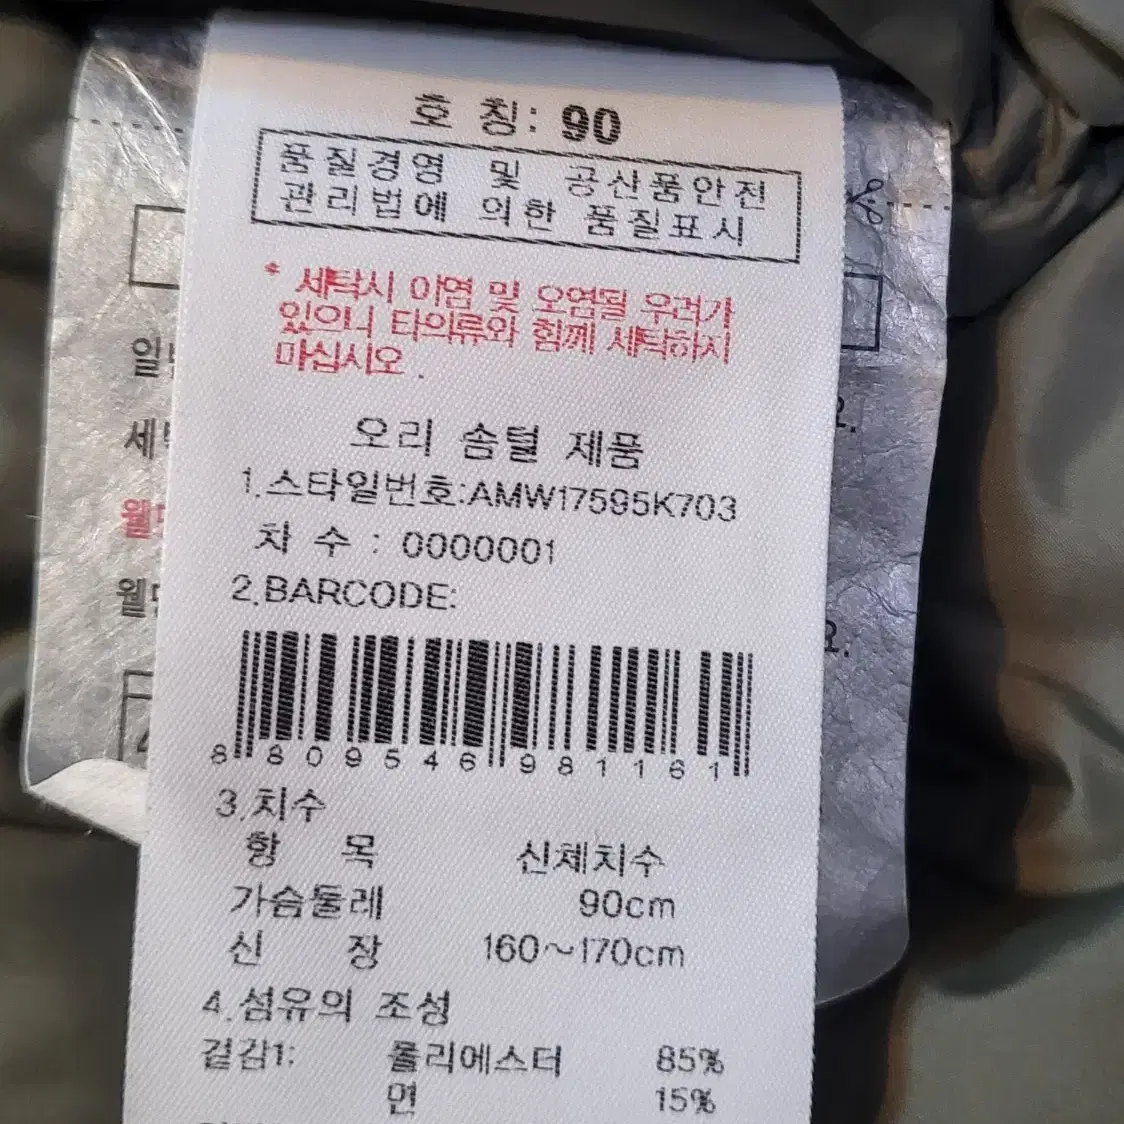 호 칭: 90
품질경영 및 공산품안전
관리법에 의한 품질표시
* 세탁시 이염 및 오염될 우려가
있으니 타의류와 함께 세탁하지
마십시오.
오리 솜털 제품
1.스타일번호:AMW17595K703
차 수 : 0000001
2.BARCODE:
8 809546 981161
3.치수
항 목 신체치수
가슴둘레 90cm
신 장 160~170cm
4.섬유의 조성
겉감1: 폴리에스더 85%
면 15%